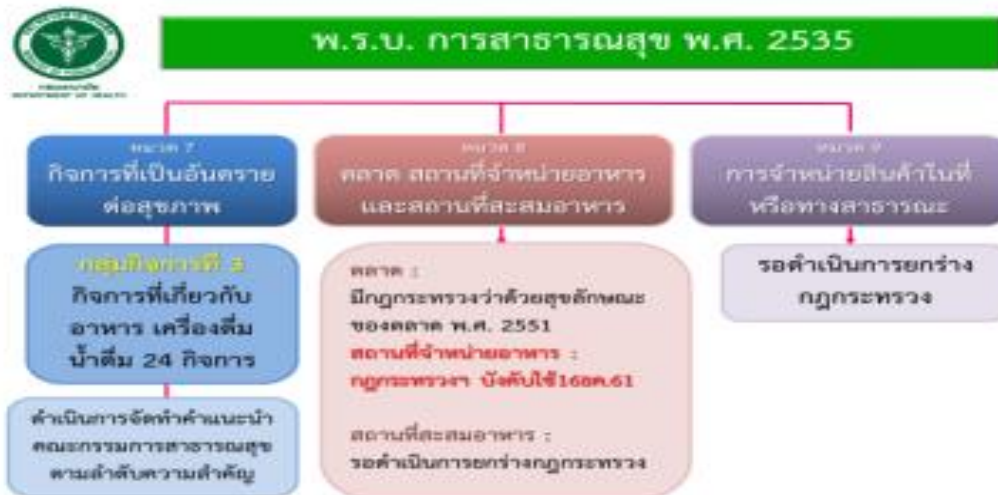 พ.ร.บ. การสาธารณสุข พ.ศ. 2535
กรมอนามัย
DEPARTMENT OF HEALTH
หมวด 7
กิจการที่เป็นอันตราย
ต่อสุขภาพ
กลุ่มกิจการที่ 3
กิจการที่เกี่ยวกับ
อาหาร เครื่องดื่ม
น้ำดื่ม 24 กิจการ
ดำเนินการจัดทำคำแนะนำ
คณะกรรมการสาธารณสุข
ตามลำดับความสำคัญ
หมวด 8
ตลาด สถานที่จำหน่ายอาหาร
และสถานที่สะสมอาหาร
ตลาด :
มีกฎกระทรวงว่าด้วยสุขลักษณะ
ของตลาด พ.ศ. 2551
สถานที่จำหน่ายอาหาร :
กฎกระทรวงฯ บังคับใช้16ธค.61
สถานที่สะสมอาหาร :
รอดำเนินการยกร่างกฎกระทรวง
หมวด 9
การจำหน่ายสินค้าในที่
หรือทางสาธารณะ
รอดำเนินการยกร่าง
กฎกระทรวง